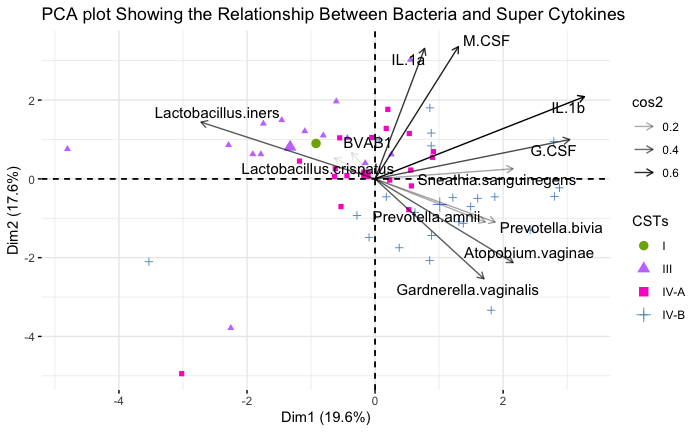 PCA plot Showing the Relationship Between Bacteria and Super Cytokines
M.CSF
IL.1a
IL.1b
Lactobacillus.iners
BVAB1
G.CSF
Lactobacillus.crispatus
Sneathia.sanguinegens
Prevotella.amnii
Prevotella.bivia
Atopobium.vaginae
Gardnerella.vaginalis
2
0
-2
-4
Dim2 (17.6%)
-4
-2
0
2
Dim1 (19.6%)
cos2
0.2
0.4
0.6
CSTs
I
III
IV-A
IV-B